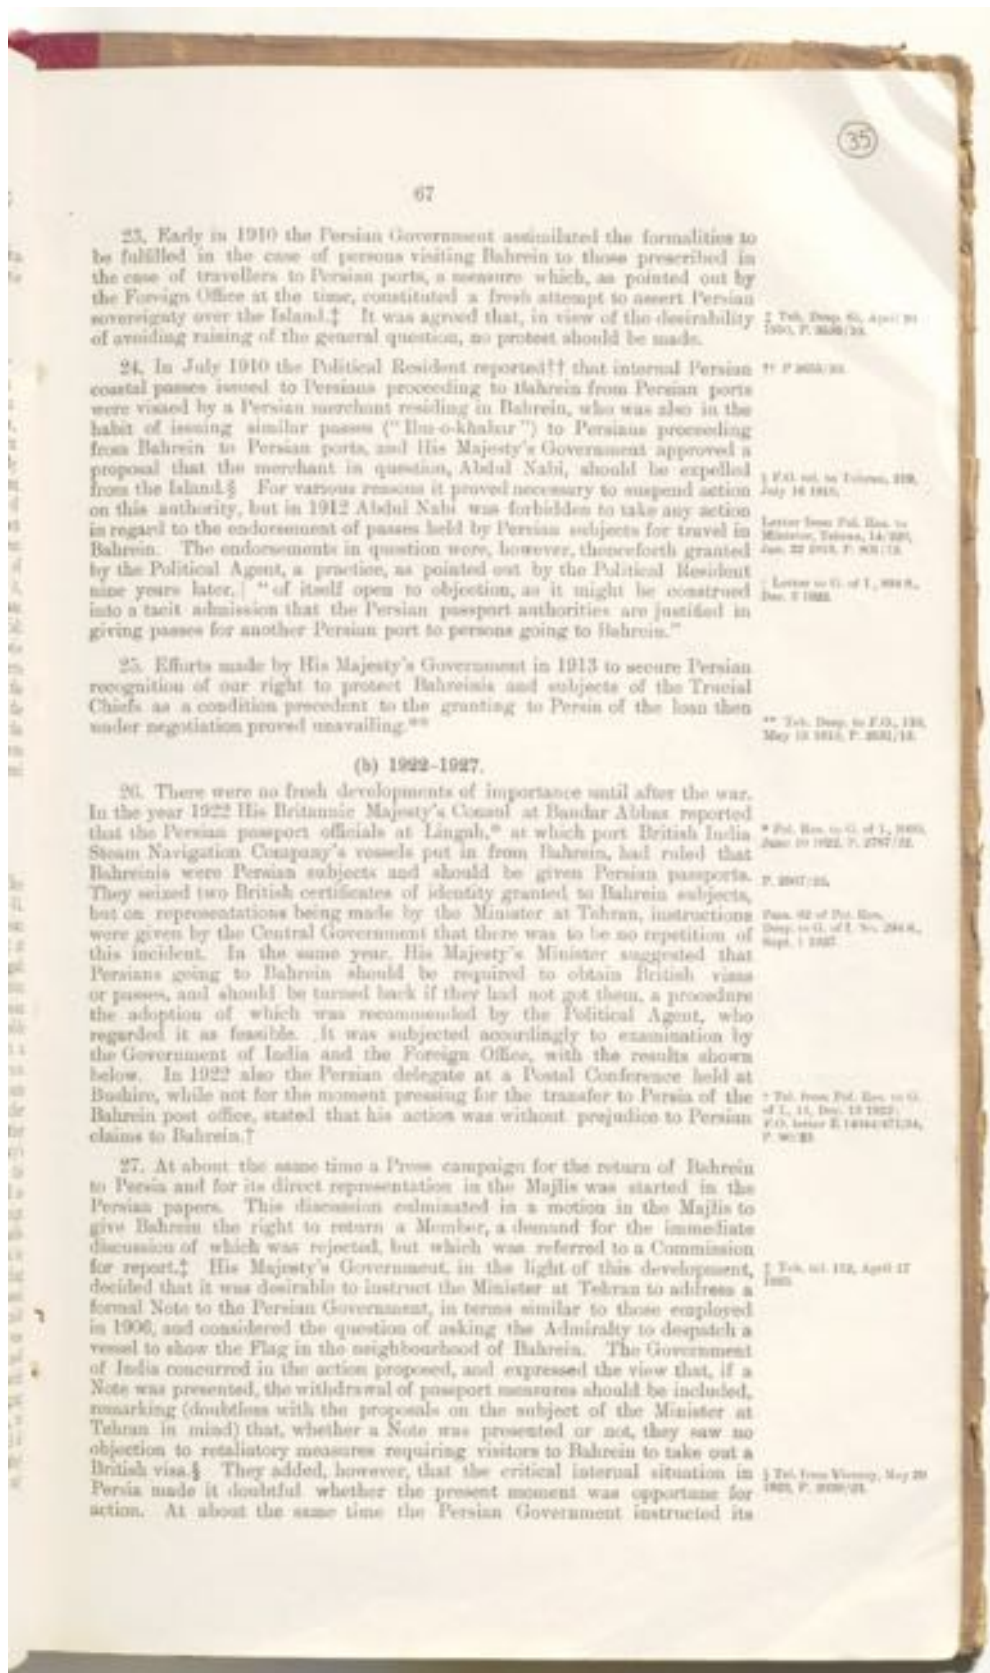 35
67
23. Early in 1910 the Persian Government assimilated the formalities to
be fulfilled in the case of persons visiting Bahrein to those prescribed in
the case of travellers to Persian ports, a measure which, as pointed out by
the Foreign Office at the time, constituted a fresh attempt to assert Persian
sovereignty over the Island.‡ It was agreed that, in view of the desirability
of avoiding raising of the general question, no protest should be made.
24. In July 1910 the Political Resident reported†† that internal Persian
coastal passes issued to Persians proceeding to Bahrein from Persian ports
were viséed by a Persian merchant residing in Bahrein, who was also in the
habit of issuing similar passes ("Ilm-o-khabar") to Persians proceeding
from Bahrein to Persian ports, and His Majesty's Government approved a
proposal that the merchant in question, Abdul Nabi, should be expelled
from the Island.§ For various reasons it proved necessary to suspend action
on this authority, but in 1912 Abdul Nabi was forbidden to take any action
in regard to the endorsement of passes held by Persian subjects for travel in
Bahrein. The endorsements in question were, however, thenceforth granted
by the Political Agent, a practice, as pointed out by the Political Resident
nine years later, "of itself open to objection, as it might be construed
into a tacit admission that the Persian passport authorities are justified in
giving passes for another Persian port to persons going to Bahrein."
25. Efforts made by His Majesty's Government in 1913 to secure Persian
recognition of our right to protect Bahreinis and subjects of the Trucial
Chiefs as a condition precedent to the granting to Persia of the loan then
under negotiation proved unavailing.**
** Teh. Desp. to F.O.,
May
(b) 1922–1927.
26. There were no fresh developments of importance until after the war.
In the year 1922 His Britannic Majesty's Consul at Bandar Abbas reported
that the Persian passport officials at Lingah,* at which port British India
Steam Navigation Company's vessels put in from Bahrein, had ruled that
Bahreinis were Persian subjects and should be given Persian passports.
They seized two British certificates of identity granted to Bahrein subjects,
but on representations being made by the Minister at Tehran, instructions
were given by the Central Government that there was to be no repetition of
this incident. In the same year, His Majesty's Minister suggested that
Persians going to Bahrein should be required to obtain British visas
or passes, and should be turned back if they had not got them, a procedure
the adoption of which was recommended by the Political Agent, who
regarded it as feasible. It was subjected accordingly to examination by
the Government of India and the Foreign Office, with the results shown
below. In 1922 also the Persian delegate at a Postal Conference held at
Bushire, while not for the moment pressing for the transfer to Persia of the
Bahrein post office, stated that his action was without prejudice to Persian
claims to Bahrein.†
27. At about the same time a Press campaign for the return of Bahrein
to Persia and for its direct representation in the Majlis was started in the
Persian papers. This discussion culminated in a motion in the Majlis to
give Bahrein the right to return a Member, a demand for the immediate
discussion of which was rejected, but which was referred to a Commission
for report.‡ His Majesty's Government, in the light of this development,
decided that it was desirable to instruct the Minister at Tehran to address a
formal Note to the Persian Government, in terms similar to those employed
in 1906, and considered the question of asking the Admiralty to despatch a
vessel to show the Flag in the neighbourhood of Bahrein. The Government
of India concurred in the action proposed, and expressed the view that, if a
Note was presented, the withdrawal of passport measures should be included,
remarking (doubtless with the proposals on the subject of the Minister at
Tehran in mind) that, whether a Note was presented or not, they saw no
objection to retaliatory measures requiring visitors to Bahrein to take out a
British visa.§ They added, however, that the critical internal situation in
Persia made it doubtful whether the present moment was opportune for
action. At about the same time the Persian Government instructed its
‡ Teh. tel. 112, April 17
§ Tel. from Viceroy, May 20